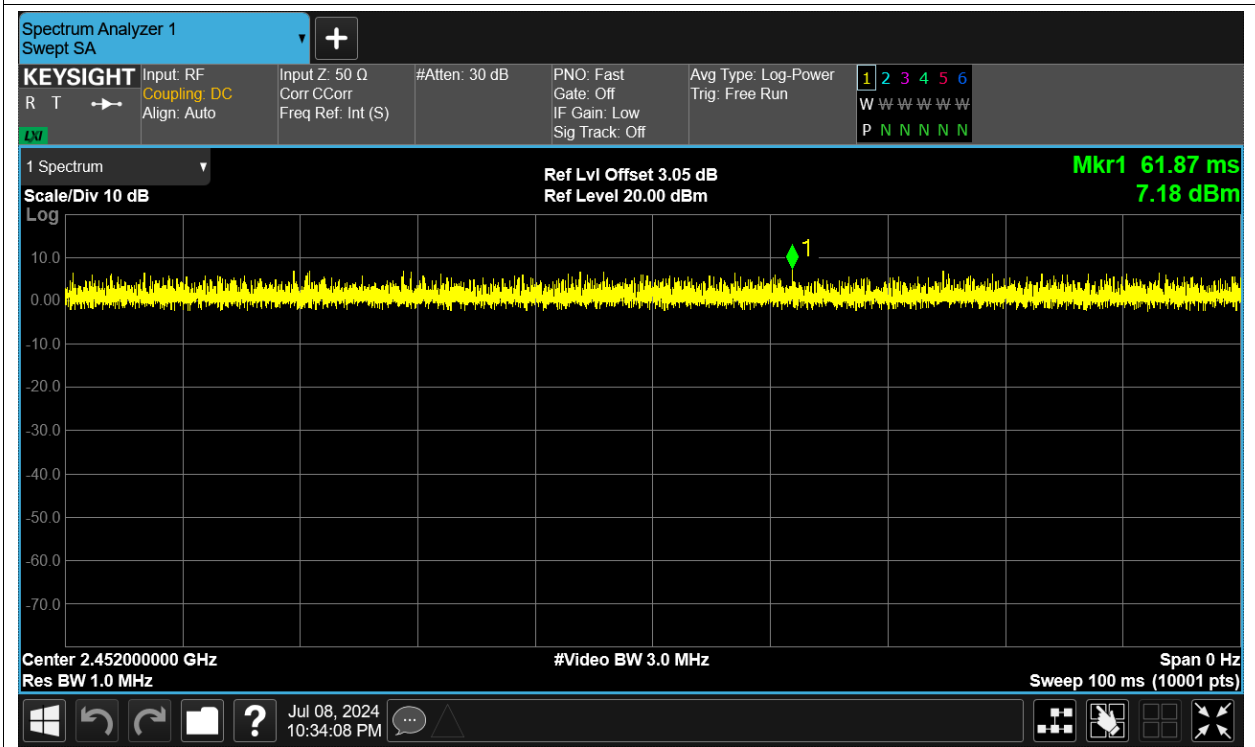 Spectrum Analyzer 1
Swept SA
KEYSIGHT
R T
LXI
Input: RF
Coupling: DC
Align: Auto
Input Z: 50 Ω
Corr CCorr
Freq Ref: Int (S)
#Atten: 30 dB
PNO: Fast
Gate: Off
IF Gain: Low
Sig Track: Off
Avg Type: Log-Power
Trig: Free Run
1 2 3 4 5 6
W W W W W W
P N N N N N
1 Spectrum
Scale/Div 10 dB
Log
Ref Lvl Offset 3.05 dB
Ref Level 20.00 dBm
Mkr1 61.87 ms
7.18 dBm
1
10.0
0.00
-10.0
-20.0
-30.0
-40.0
-50.0
-60.0
-70.0
Center 2.452000000 GHz
Res BW 1.0 MHz
#Video BW 3.0 MHz
Span 0 Hz
Sweep 100 ms (10001 pts)
?
Jul 08, 2024
10:34:08 PM